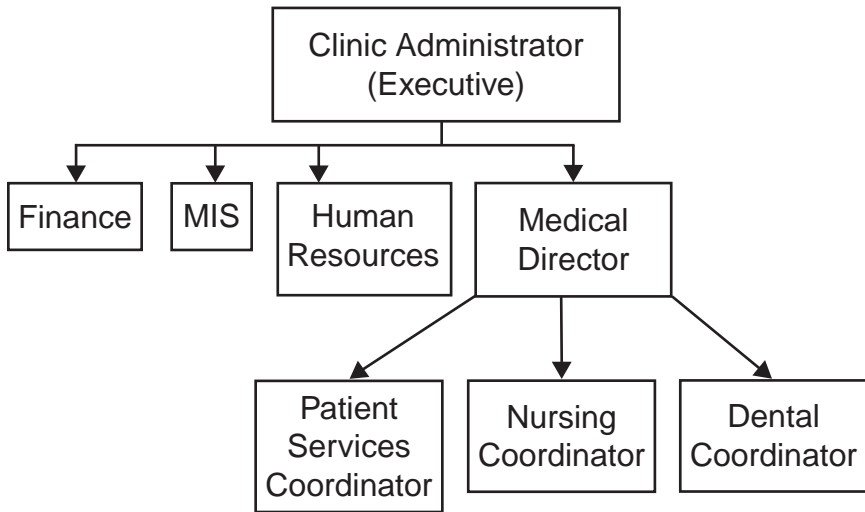 Clinic Administrator
(Executive)
Finance
MIS
Human
Resources
Medical
Director
Patient
Services
Coordinator
Nursing
Coordinator
Dental
Coordinator